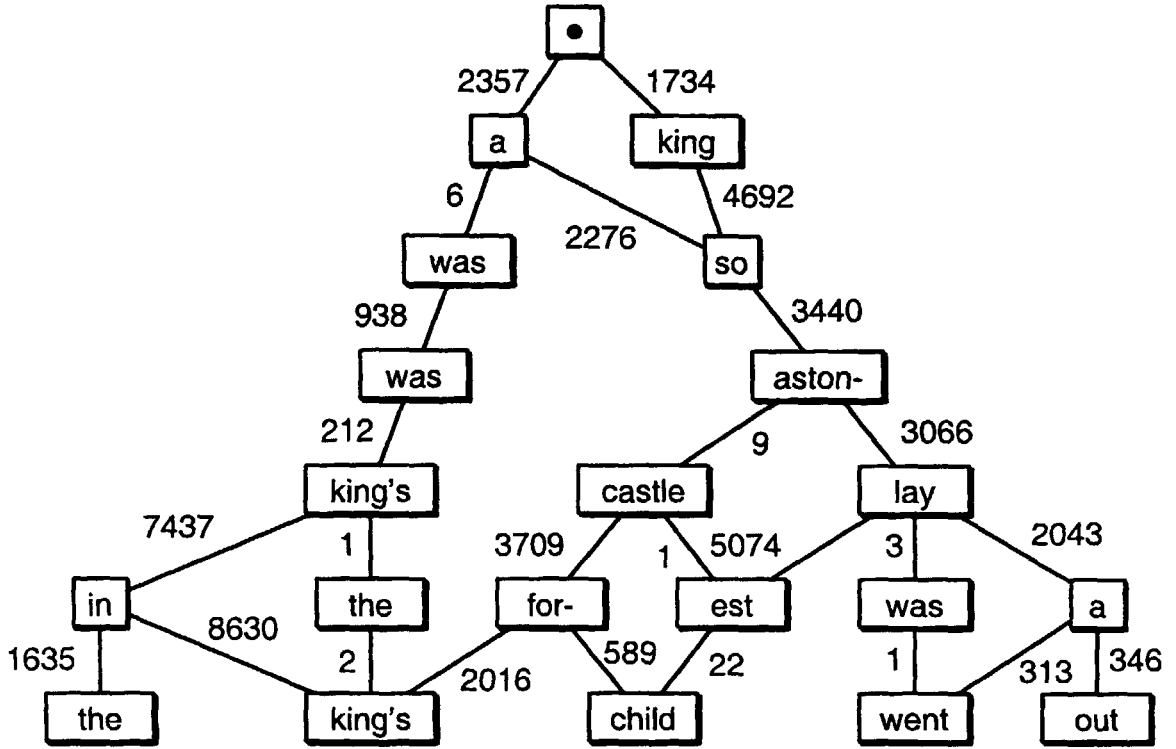 2357 1734
a king
6 2276 4692
was so
938 3440
was aston-
212 9 3066
king's castle lay
7437 1 3709 1 5074 3 2043
in the for- est was a
1635 8630 2 2016 589 22 1 313 346
the king's child went out